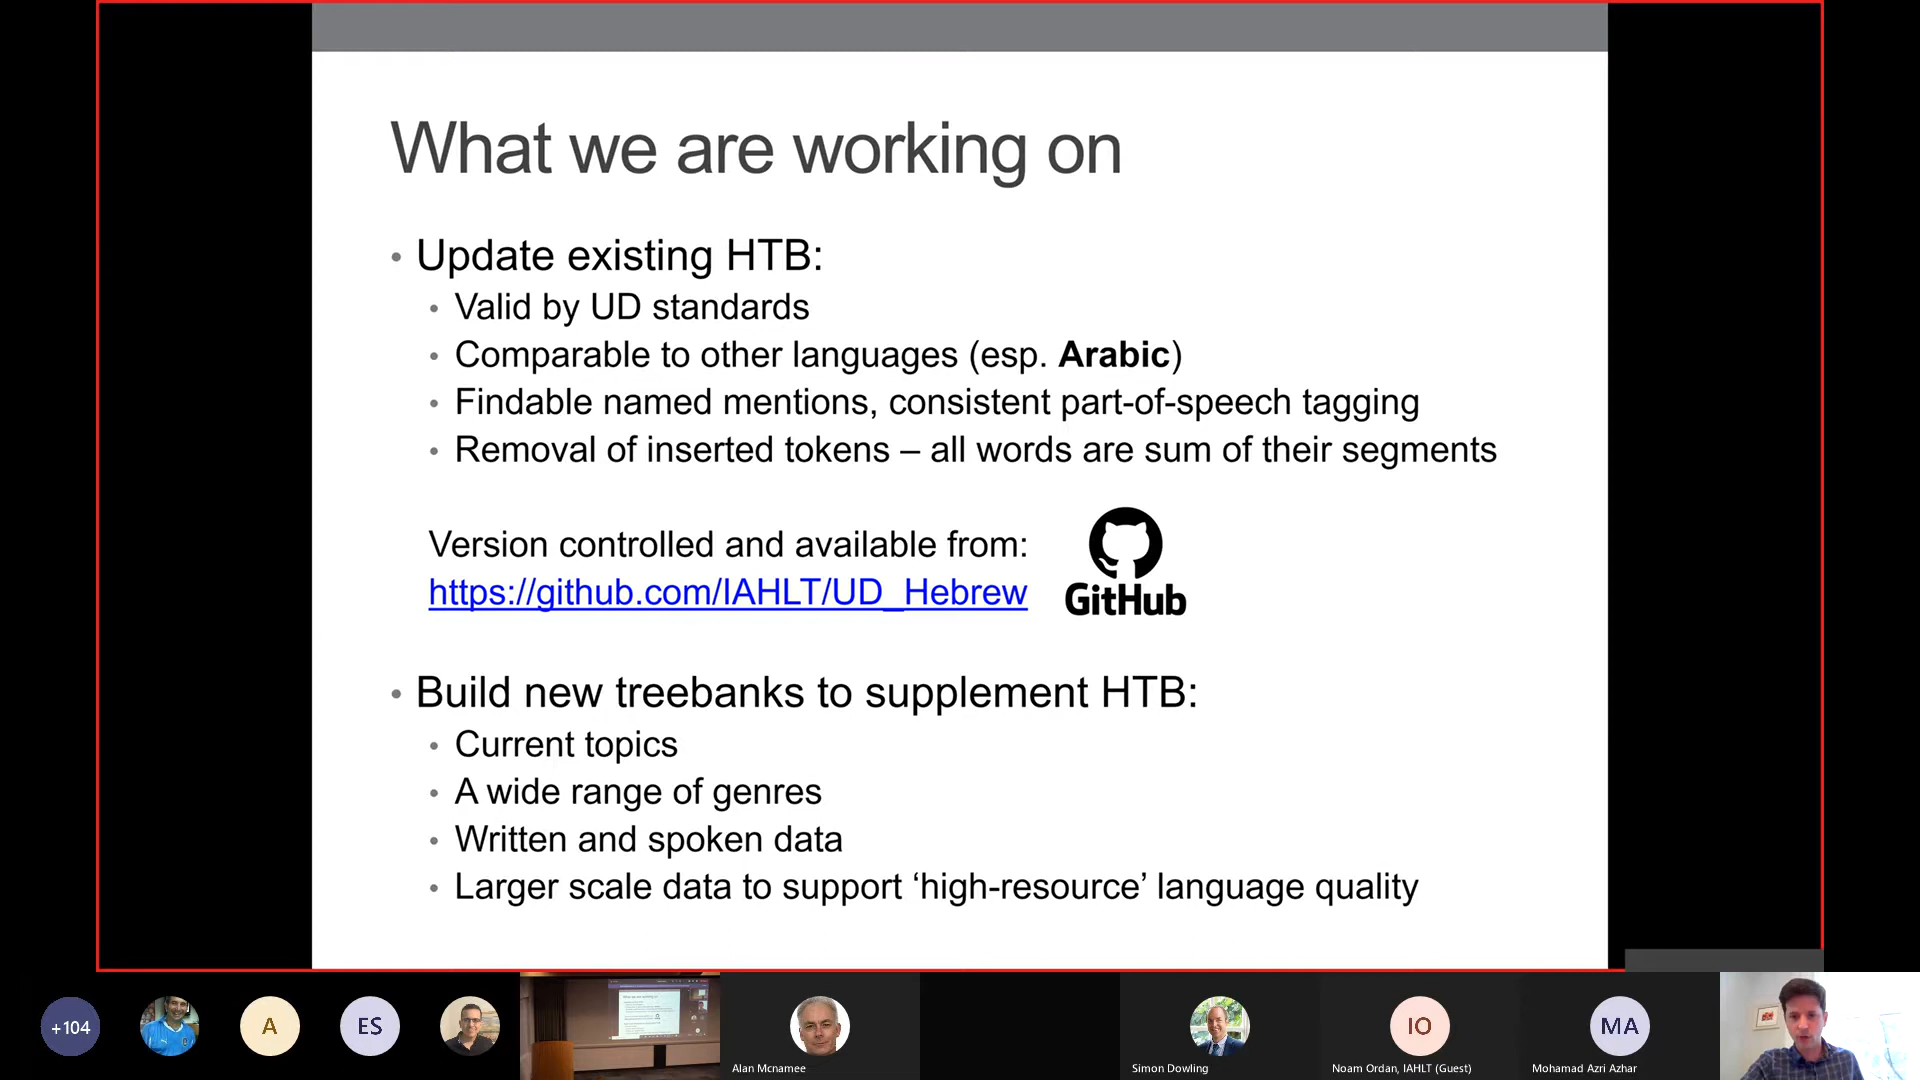 What we are working on
• Update existing HTB:
• Valid by UD standards
• Comparable to other languages (esp. Arabic)
• Findable named mentions, consistent part-of-speech tagging
• Removal of inserted tokens – all words are sum of their segments
Version controlled and available from:
https://github.com/IAHLT/UD_Hebrew
GitHub
• Build new treebanks to supplement HTB:
• Current topics
• A wide range of genres
• Written and spoken data
• Larger scale data to support ‘high-resource’ language quality
+104
A
ES
Alan Mcnamee
Simon Dowling
IO
Noam Ordan, IAHLT (Guest)
MA
Mohamad Azri Azhar